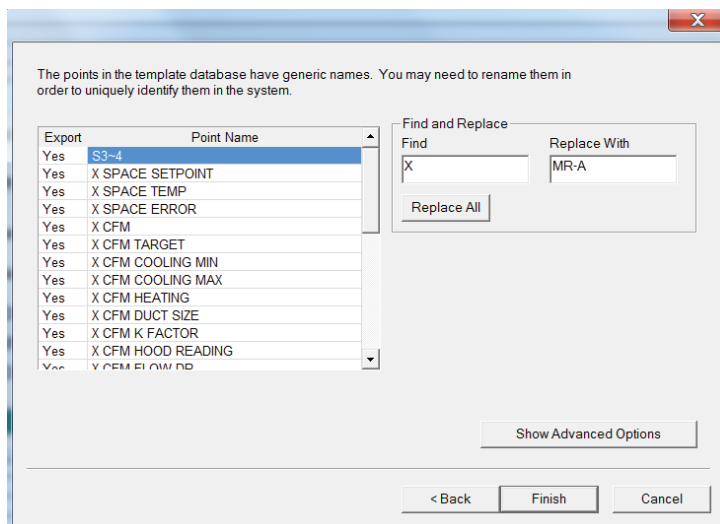 X
The points in the template database have generic names. You may need to rename them in
order to uniquely identify them in the system.
Find and Replace
Export Point Name
Find Replace With
Yes S3~4
X MR-A
Yes X SPACE SETPOINT
Yes X SPACE TEMP
Replace All
Yes X SPACE ERROR
Yes X CFM
Yes X CFM TARGET
Yes X CFM COOLING MIN
Yes X CFM COOLING MAX
Yes X CFM HEATING
Yes X CFM DUCT SIZE
Yes X CFM K FACTOR
Yes X CFM HOOD READING
Yes X CFM FLOW DP
Show Advanced Options
< Back Finish Cancel